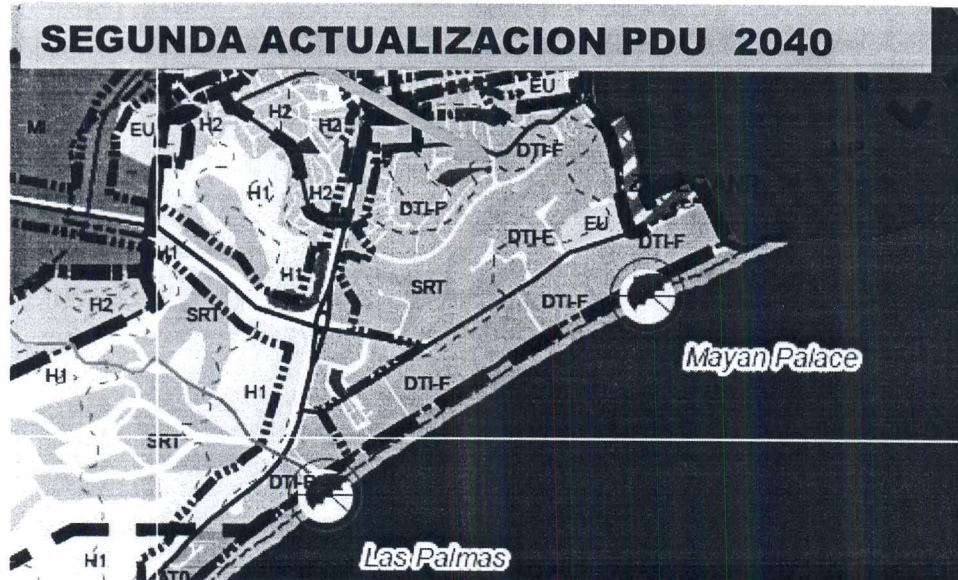 SEGUNDA ACTUALIZACION PDU 2040
EU
MI
EU
H2
H2
H2
DTI-F
H1
H2
DTI-F
DTI-E
EU
DTI-F
H1
H1
SRT
DTI-F
H2
SRT
Mayan Palace
H1
DTI-F
H1
SRT
Las Palmas
H1